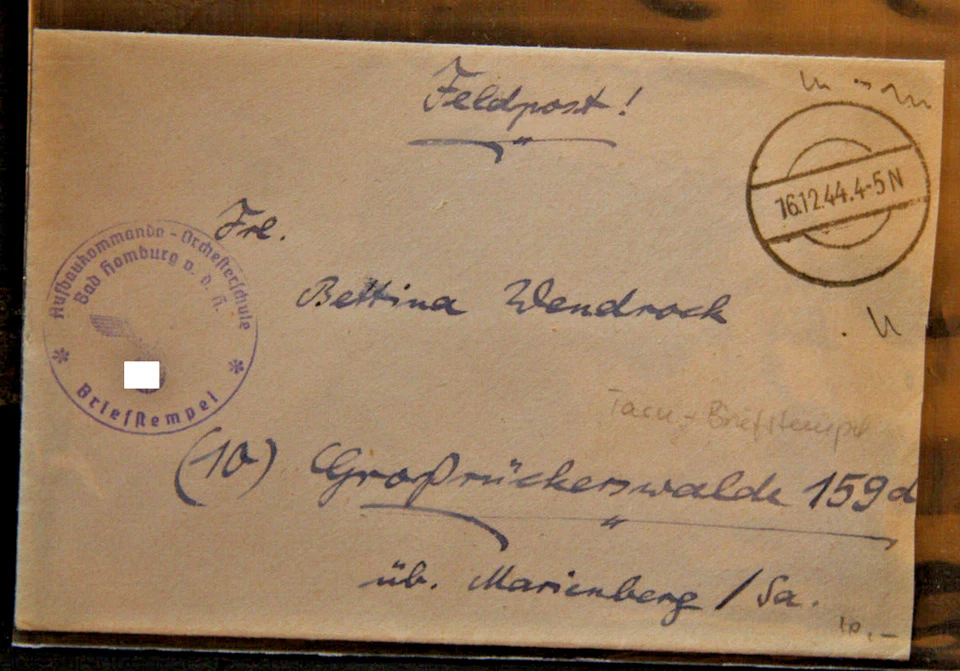 Feldpost!
16.12.44.4-5N
Frl.
Aufbaukommando - Orchesterschule
Bad Homburg v. d. H.
Briefstempel
Bettina Wendrock
Tarn-Briefstempel
(10) Großrückerswalde 159d
üb. Marienberg / Sa.
10,-